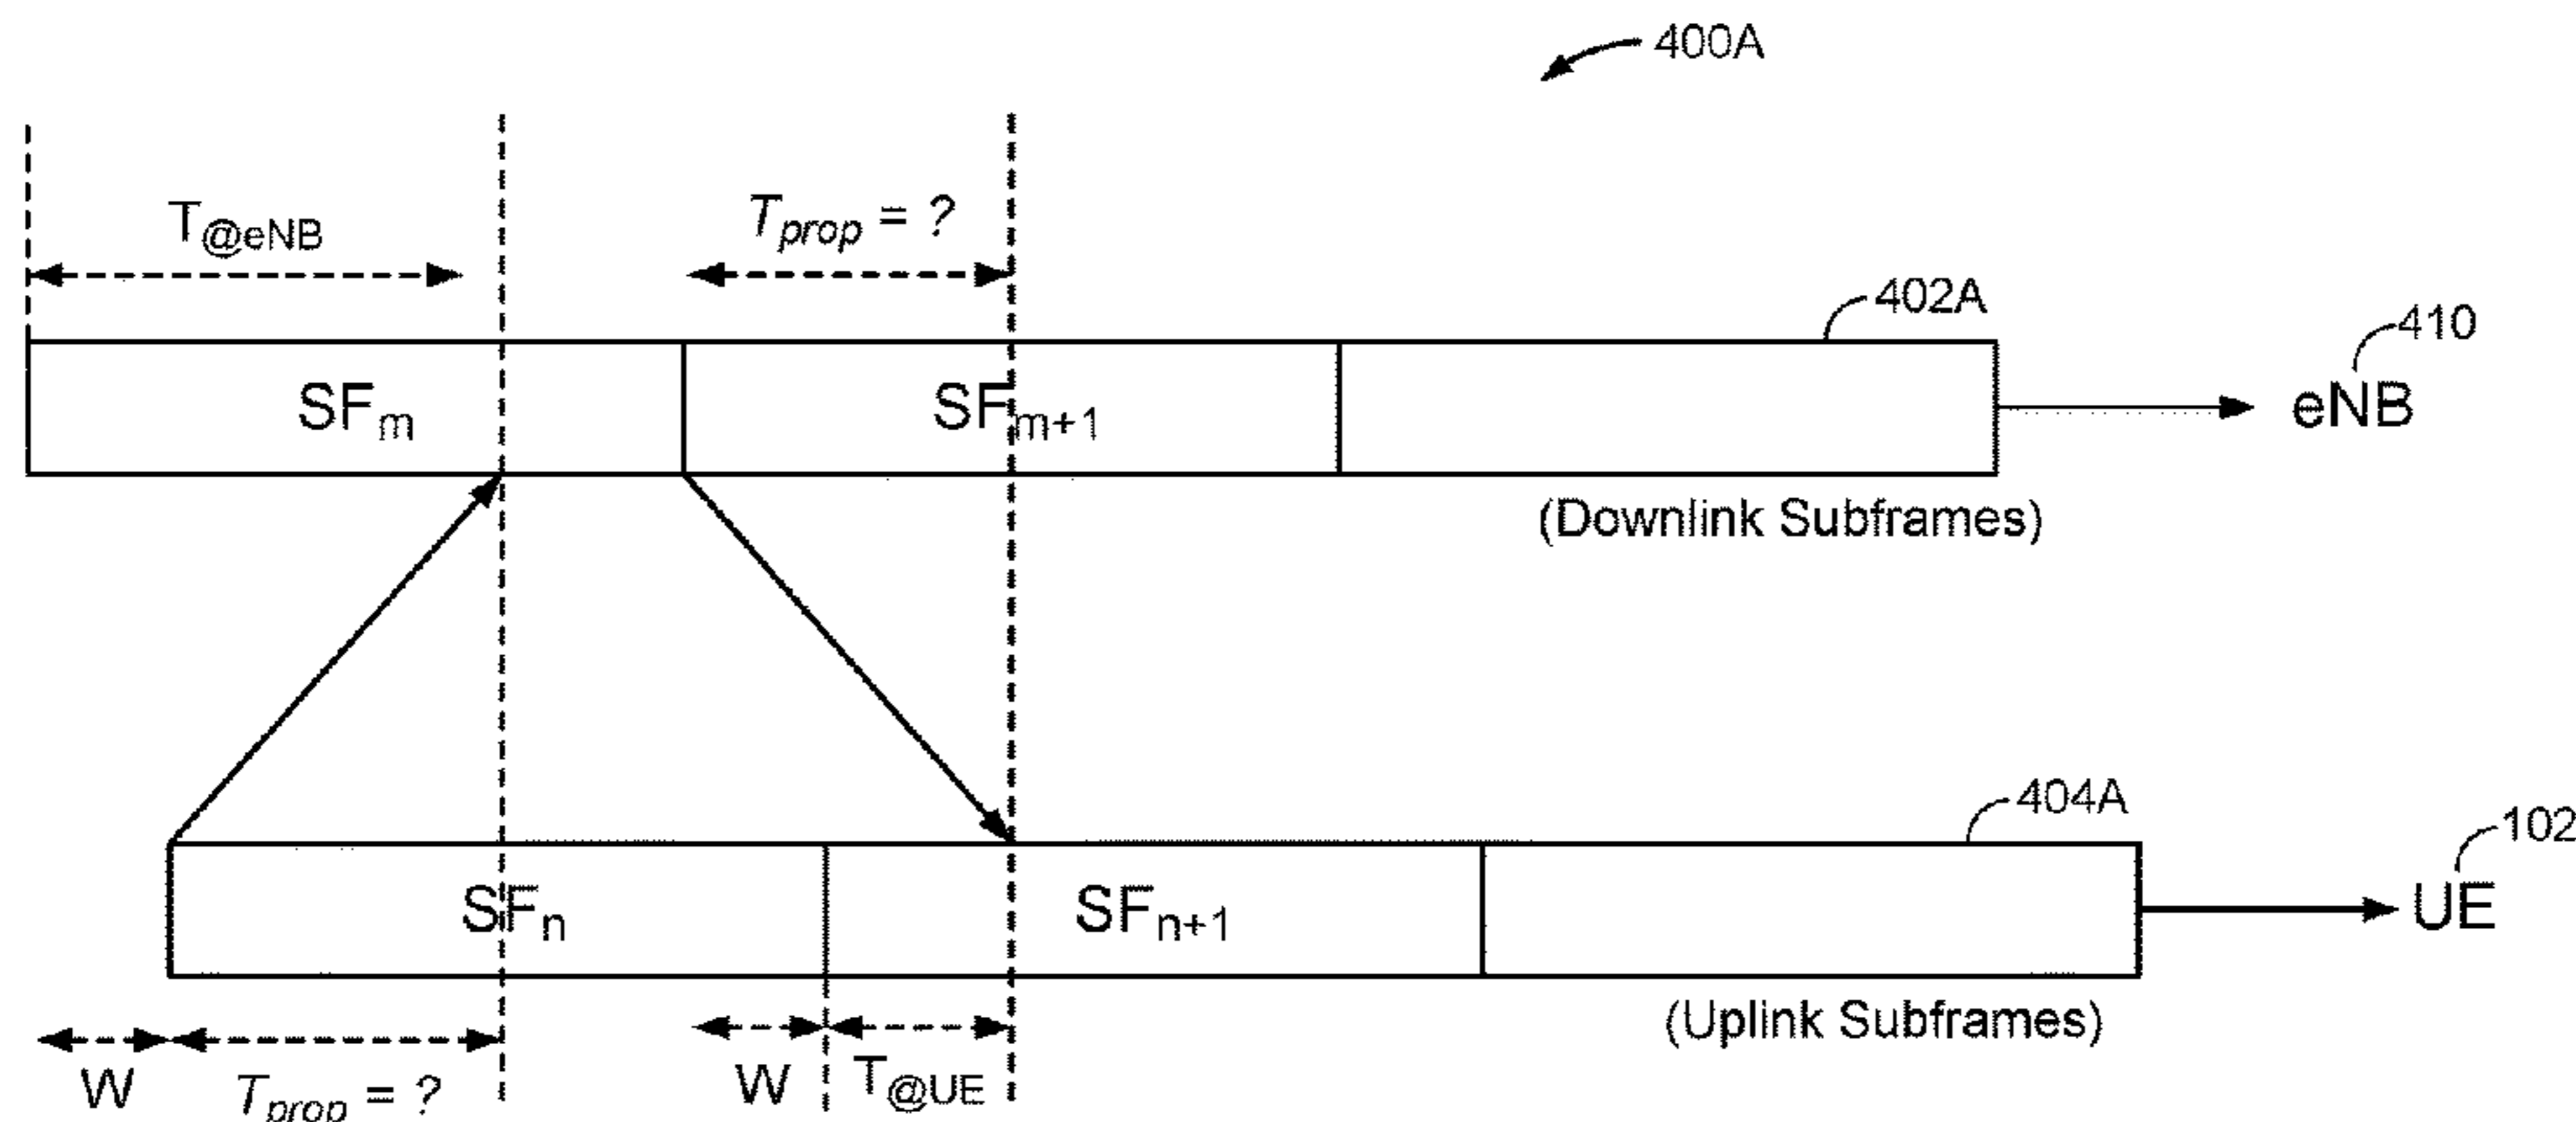 400A
T@eNB
Tprop = ?
402A
410
SFm
SFm+1
eNB
(Downlink Subframes)
404A
102
SFn
SFn+1
UE
(Uplink Subframes)
W
Tprop = ?
W
T@UE